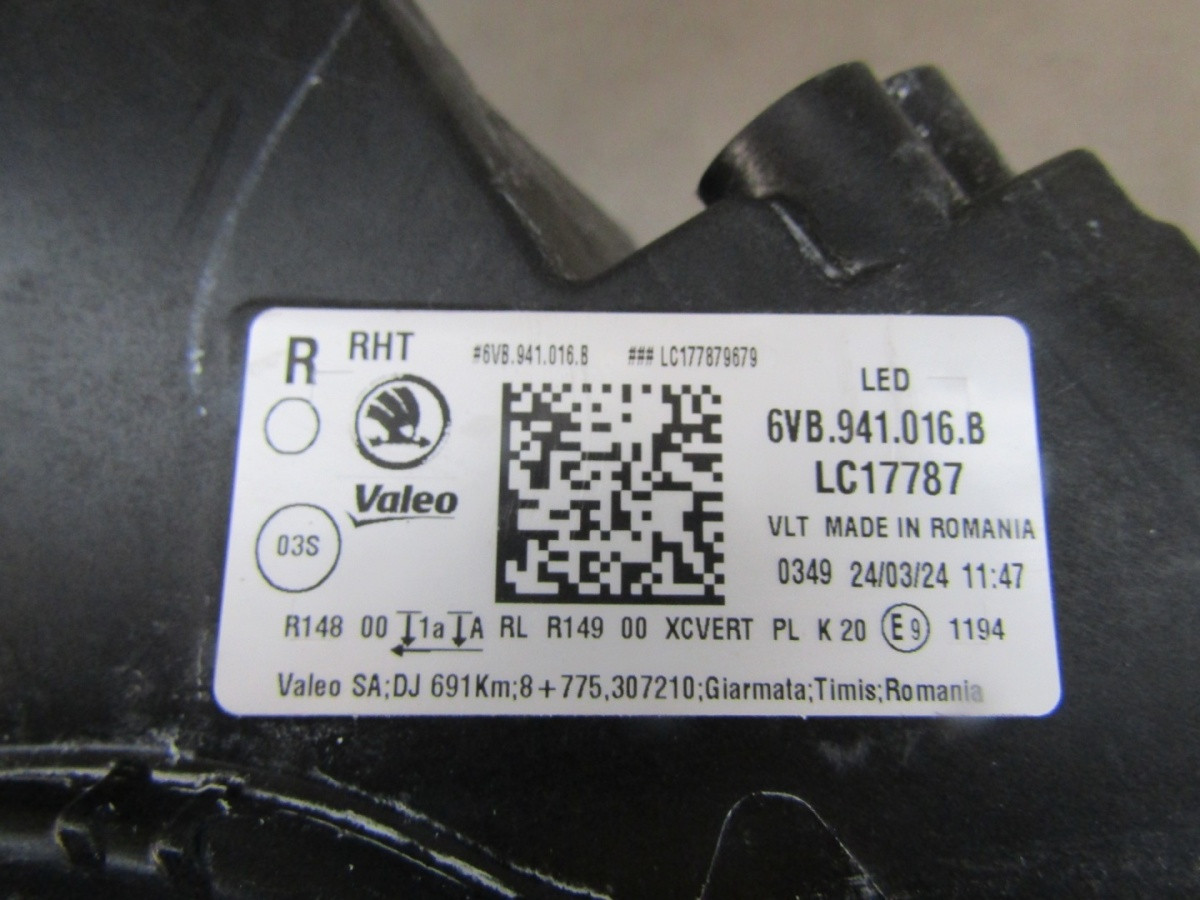 R RHT #6VB.941.016.B ### LC177879679
LED
6VB.941.016.B
Valeo
LC17787
03S
VLT MADE IN ROMANIA
0349 24/03/24 11:47
R148 00 1a A RL R149 00 XCVERT PL K 20 E9 1194
Valeo SA;DJ 691Km;8+775,307210;Giarmata;Timis;Romania